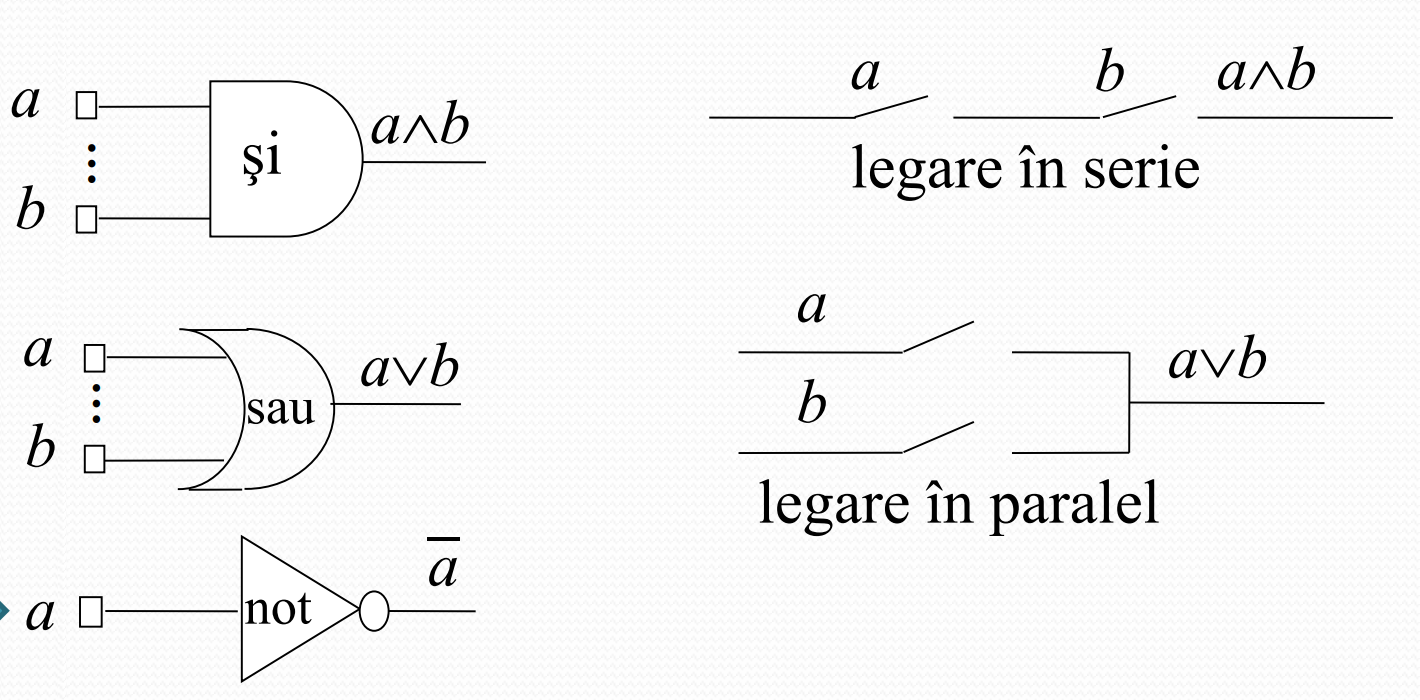 a
şi
a∧b
⋮
b
a
b
a∧b
legare în serie
a
sau
a∨b
⋮
b
a
b
a∨b
legare în paralel
a
not
a̅